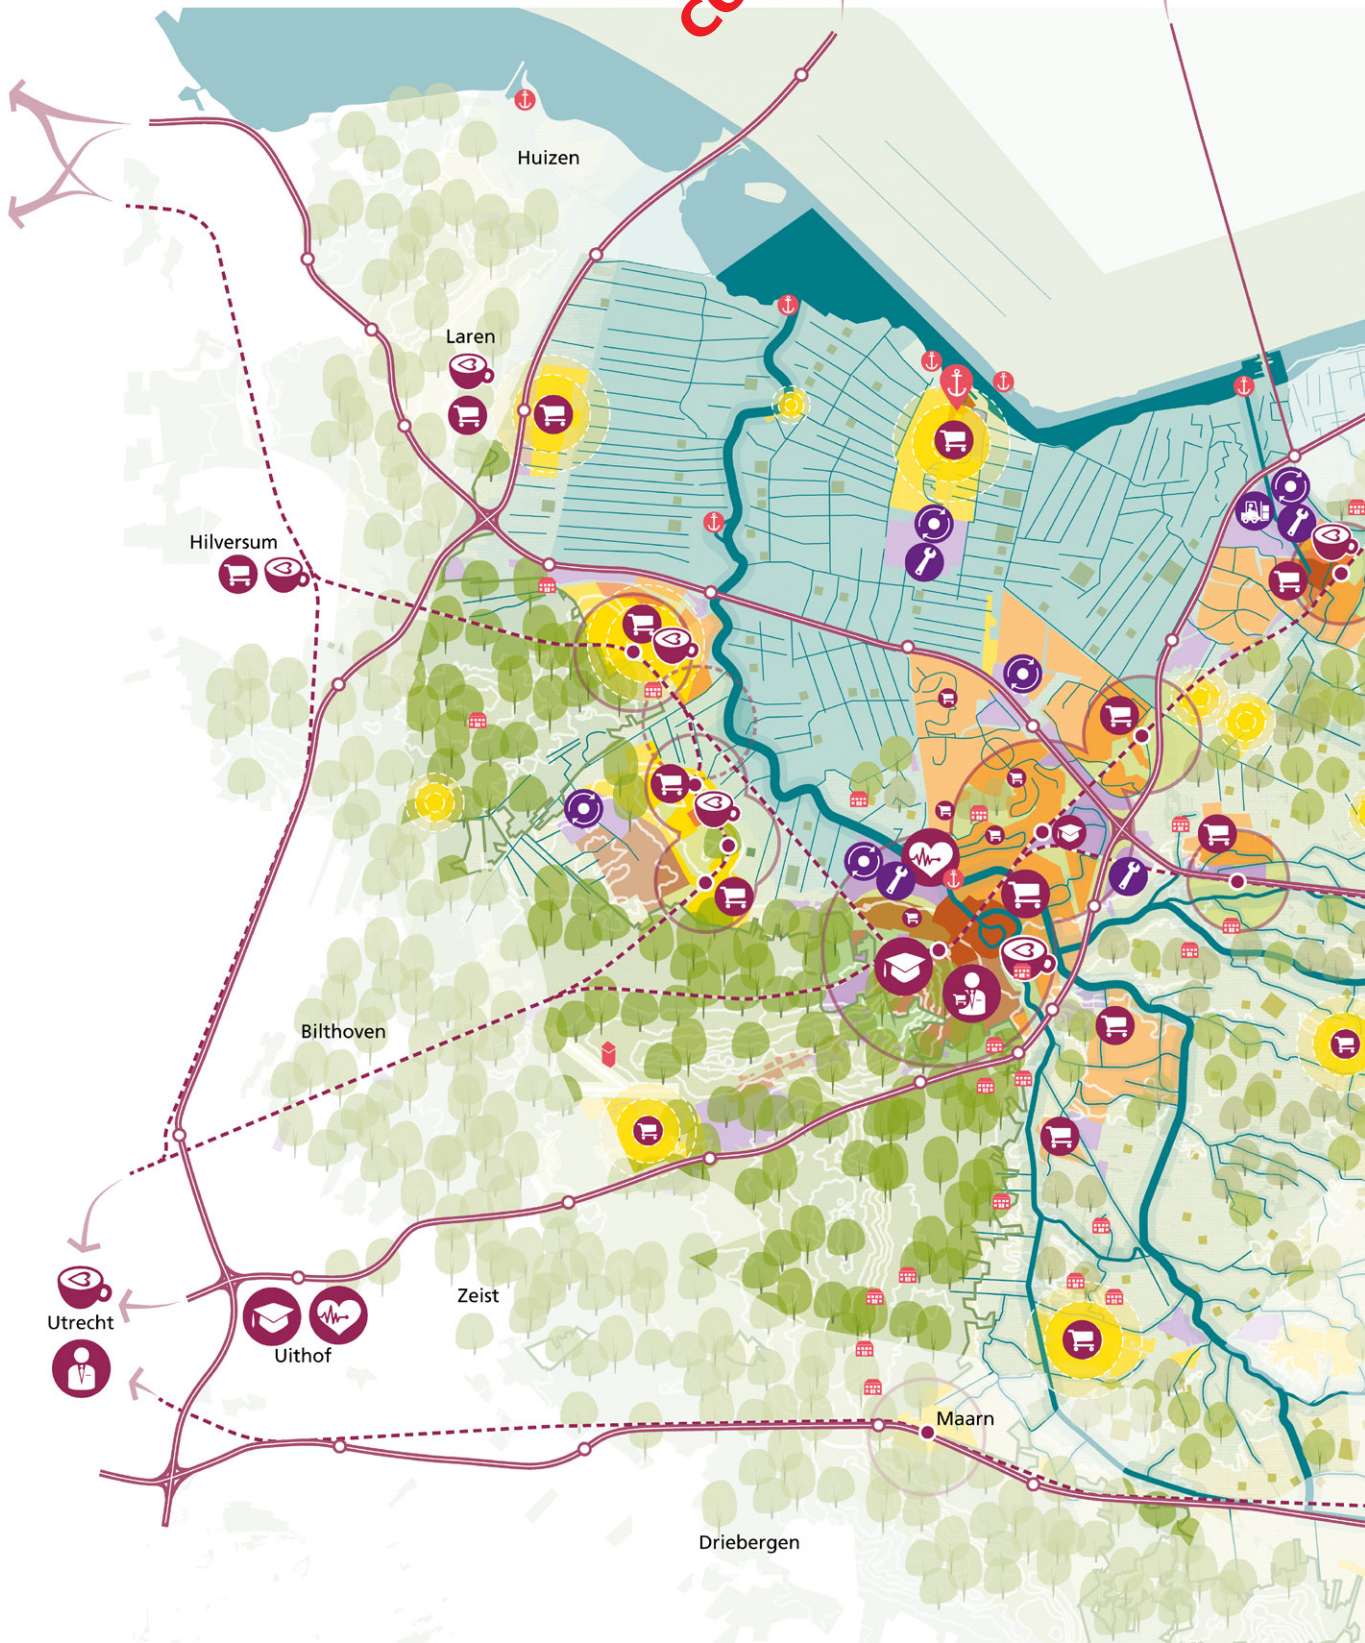 Huizen
Laren
Hilversum
Bilthoven
Zeist
Utrecht
Uithof
Maarn
Driebergen